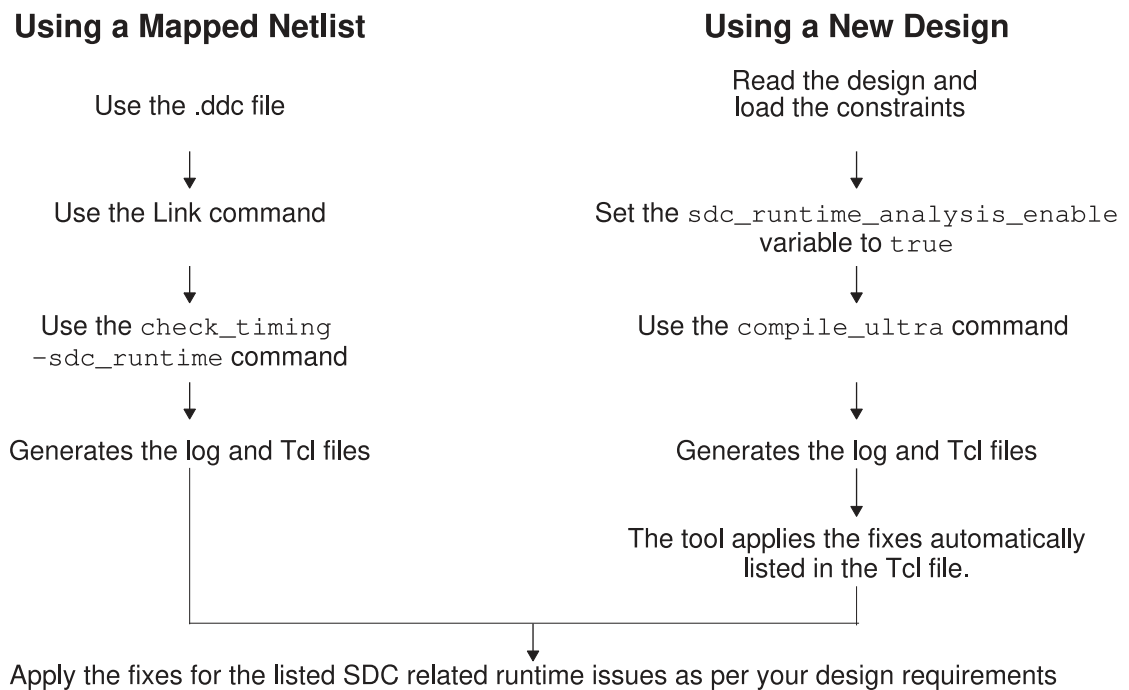 Using a Mapped Netlist
Use the .ddc file
Use the Link command
Use the check_timing
-sdc_runtime command
Generates the log and Tcl files
Using a New Design
Read the design and
load the constraints
Set the sdc_runtime_analysis_enable
variable to true
Use the compile_ultra command
Generates the log and Tcl files
The tool applies the fixes automatically
listed in the Tcl file.
Apply the fixes for the listed SDC related runtime issues as per your design requirements